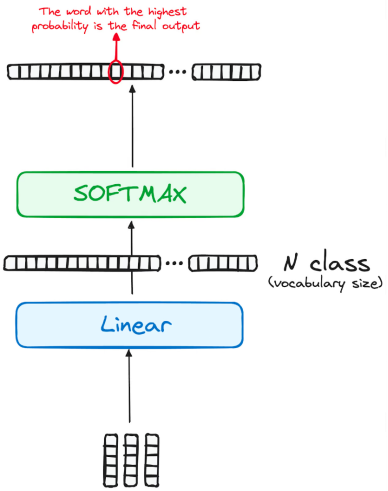 The word with the highest
probability is the final output
SOFTMAX
N class
(vocabulary size)
Linear